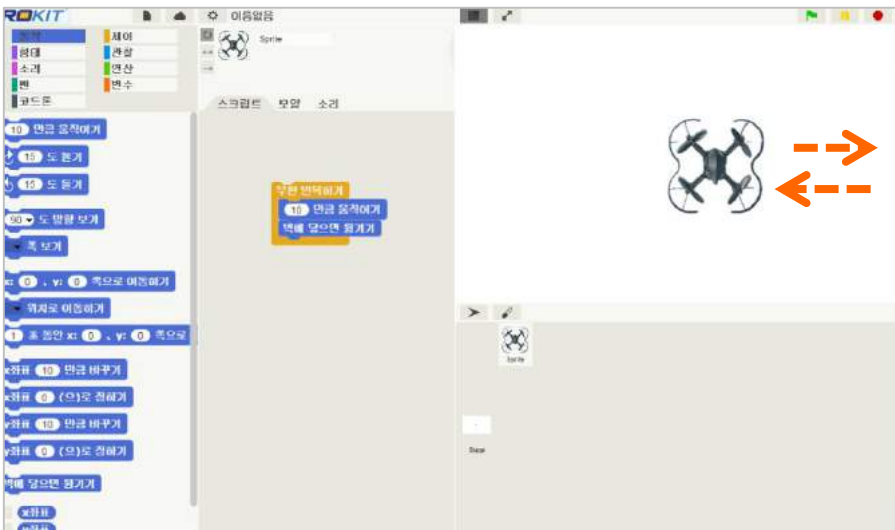 ROKIT
이름없음
동작
제어
형태
관찰
소리
연산
펜
변수
코드론
Sprite
스크립트 모양 소리
10 만큼 움직이기
15 도 돌기
15 도 돌기
90 도 방향 보기
쪽 보기
x: 0 , y: 0 쪽으로 이동하기
위치로 이동하기
1 초 동안 x: 0 , y: 0 쪽으로
x좌표 10 만큼 바꾸기
x좌표 0 (으)로 정하기
y좌표 10 만큼 바꾸기
y좌표 0 (으)로 정하기
벽에 닿으면 튕기기
x좌표
y좌표
무한 반복하기
10 만큼 움직이기
벽에 닿으면 튕기기
Sprite
Stage